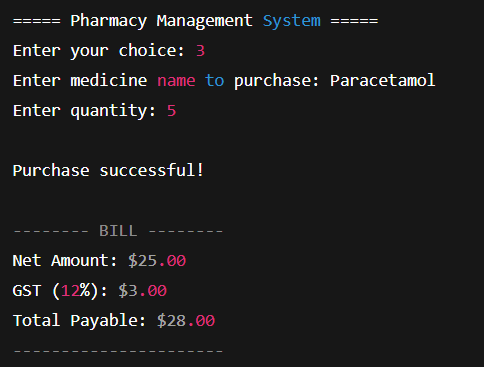 ===== Pharmacy Management System =====
Enter your choice: 3
Enter medicine name to purchase: Paracetamol
Enter quantity: 5
Purchase successful!
-------- BILL --------
Net Amount: $25.00
GST (12%): $3.00
Total Payable: $28.00
----------------------